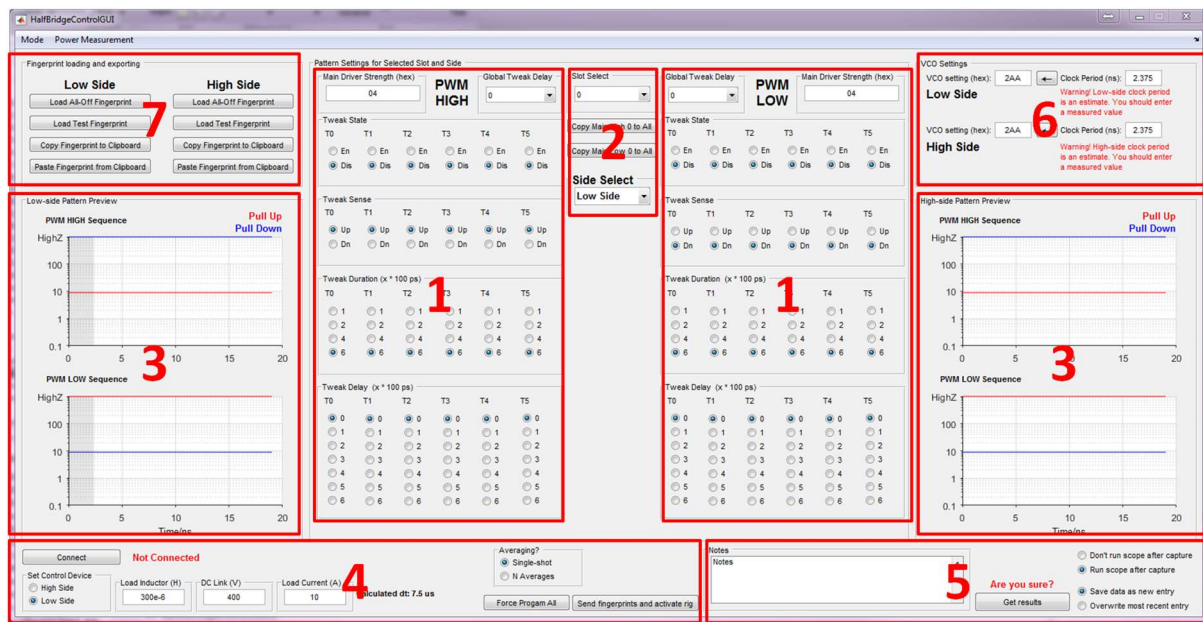 HalfBridgeControlGUI
Mode Power Measurement
Fingerprint loading and exporting
Low Side High Side
Load All-Off Fingerprint Load All-Off Fingerprint
Load Test Fingerprint Load Test Fingerprint
Copy Fingerprint to Clipboard Copy Fingerprint to Clipboard
Paste Fingerprint from Clipboard Paste Fingerprint from Clipboard
7
Low-side Pattern Preview
PWM HIGH Sequence
Pull Up
Pull Down
HighZ
100
10
1
0.1
0 5 10 15 20
3
PWM LOW Sequence
HighZ
100
10
1
0.1
0 5 10 15 20
Time/ns
Pattern Settings for Selected Slot and Side
Main Driver Strength (hex)
04
PWM
HIGH
Global Tweak Delay
0
Tweak State
T0 T1 T2 T3 T4 T5
En En En En En En
Dis Dis Dis Dis Dis Dis
Tweak Sense
T0 T1 T2 T3 T4 T5
Up Up Up Up Up Up
Dn Dn Dn Dn Dn Dn
Tweak Duration (x * 100 ps)
T0 T1 T2 T3 T4 T5
1 1 1 1 1 1
2 2 2 2 2 2
4 4 4 4 4 4
6 6 6 6 6 6
1
Tweak Delay (x * 100 ps)
T0 T1 T2 T3 T4 T5
0 0 0 0 0 0
1 1 1 1 1 1
2 2 2 2 2 2
3 3 3 3 3 3
4 4 4 4 4 4
5 5 5 5 5 5
6 6 6 6 6 6
Slot Select
0
Copy Main High 0 to All
2
Copy Main Low 0 to All
Side Select
Low Side
Global Tweak Delay
0
PWM
LOW
Main Driver Strength (hex)
04
Tweak State
T0 T1 T2 T3 T4 T5
En En En En En En
Dis Dis Dis Dis Dis Dis
Tweak Sense
T0 T1 T2 T3 T4 T5
Up Up Up Up Up Up
Dn Dn Dn Dn Dn Dn
Tweak Duration (x * 100 ps)
T0 T1 T2 T3 T4 T5
1 1 1 1 1 1
2 2 2 2 2 2
4 4 4 4 4 4
6 6 6 6 6 6
1
Tweak Delay (x * 100 ps)
T0 T1 T2 T3 T4 T5
0 0 0 0 0 0
1 1 1 1 1 1
2 2 2 2 2 2
3 3 3 3 3 3
4 4 4 4 4 4
5 5 5 5 5 5
6 6 6 6 6 6
VCO Settings
VCO setting (hex): 2AA Clock Period (ns): 2.375
Low Side
Warning! Low-side clock period
is an estimate. You should enter
a measured value
6
VCO setting (hex): 2AA Clock Period (ns): 2.375
High Side
Warning! High-side clock period
is an estimate. You should enter
a measured value
High-side Pattern Preview
PWM HIGH Sequence
Pull Up
Pull Down
HighZ
100
10
1
0.1
0 5 10 15 20
3
PWM LOW Sequence
HighZ
100
10
1
0.1
0 5 10 15 20
Time/ns
Connect Not Connected
Set Control Device
High Side
Low Side
Load Inductor (H)
300e-6
DC Link (V)
400
Load Current (A)
10
4
dt: 7.5 us
Averaging?
Single-shot
N Averages
Force Progam All Send fingerprints and activate rig
Notes
Notes
5
Are you sure?
Get results
Don't run scope after capture
Run scope after capture
Save data as new entry
Overwrite most recent entry